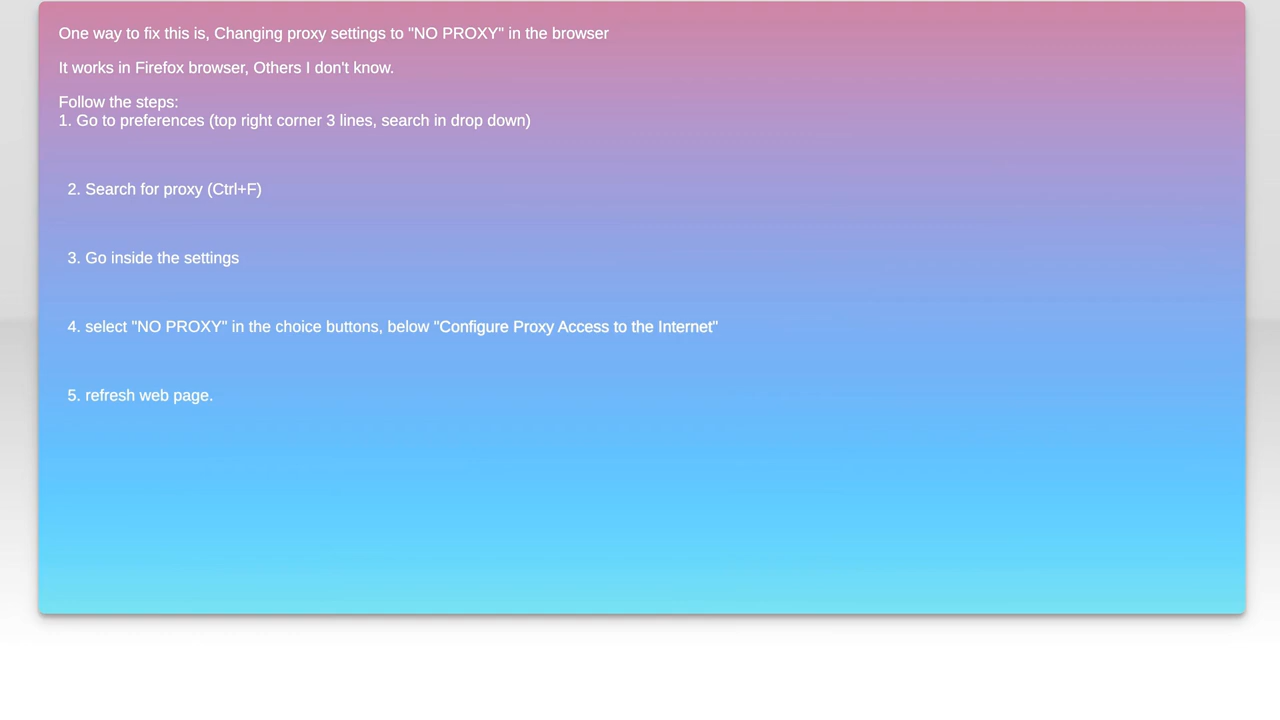 One way to fix this is, Changing proxy settings to "NO PROXY" in the browser
It works in Firefox browser, Others I don't know.
Follow the steps:
1. Go to preferences (top right corner 3 lines, search in drop down)
2. Search for proxy (Ctrl+F)
3. Go inside the settings
4. select "NO PROXY" in the choice buttons, below "Configure Proxy Access to the Internet"
5. refresh web page.